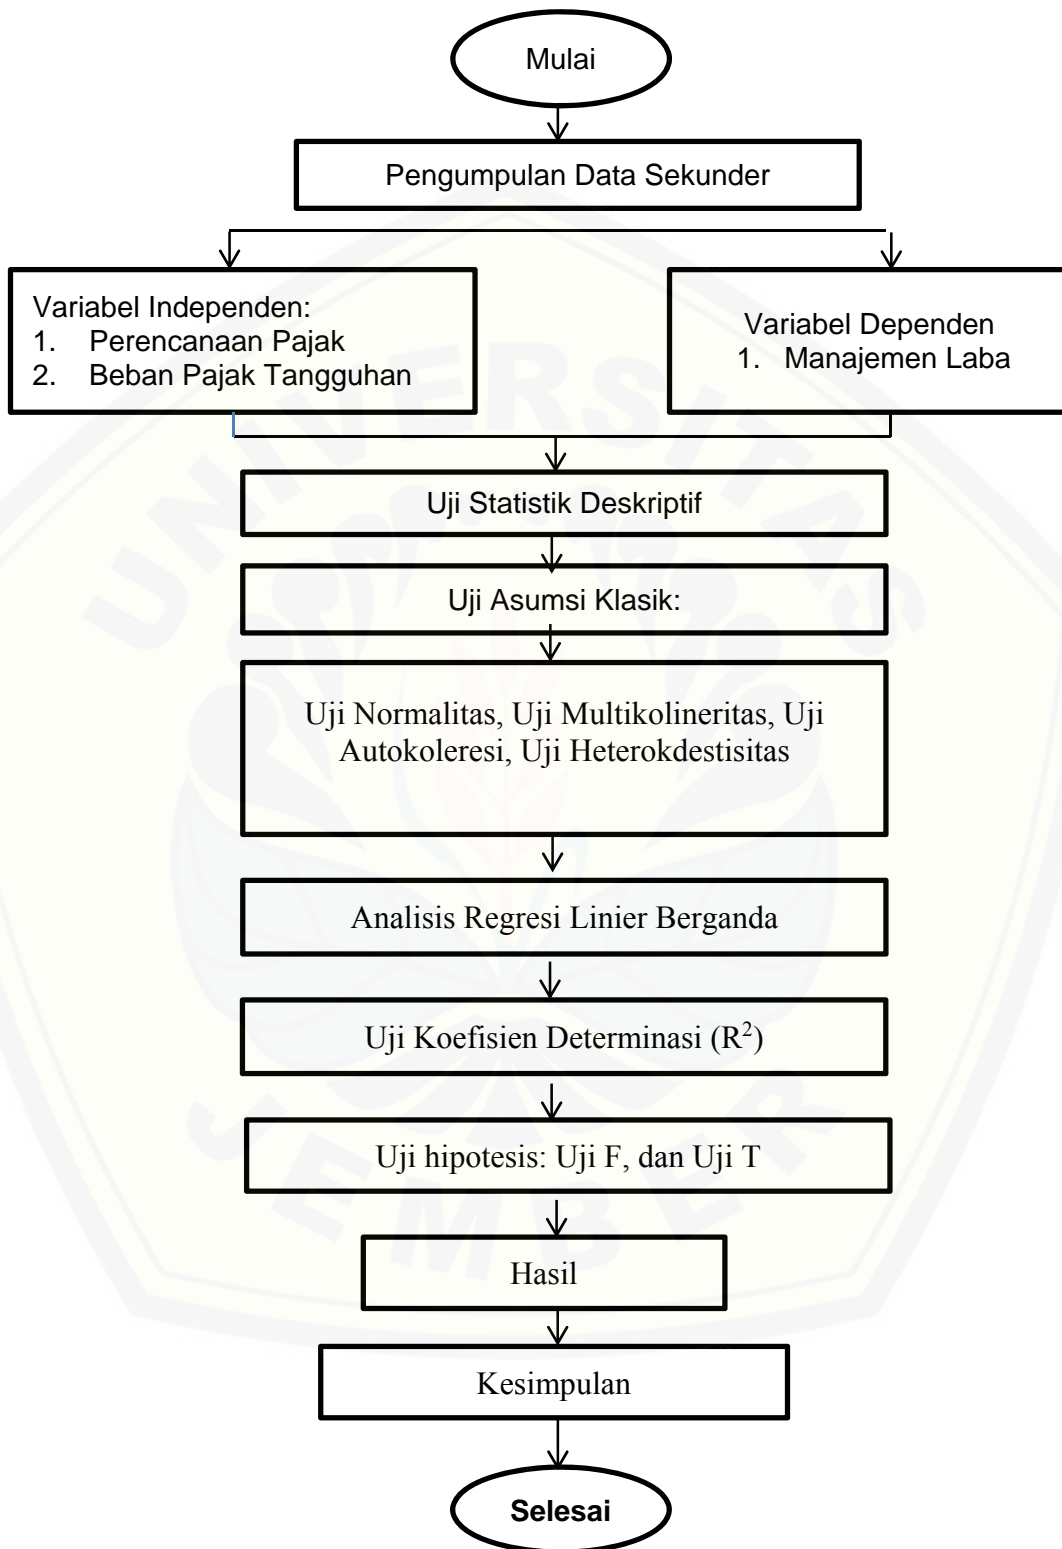 Mulai
Pengumpulan Data Sekunder
Variabel Independen:
1. Perencanaan Pajak
2. Beban Pajak Tangguhan
Variabel Dependen
1. Manajemen Laba
Uji Statistik Deskriptif
Uji Asumsi Klasik:
Uji Normalitas, Uji Multikolineritas, Uji
Autokoleresi, Uji Heterokdestisitas
Analisis Regresi Linier Berganda
Uji Koefisien Determinasi (R²)
Uji hipotesis: Uji F, dan Uji T
Hasil
Kesimpulan
Selesai
UNIVERSITAS
JEMBER